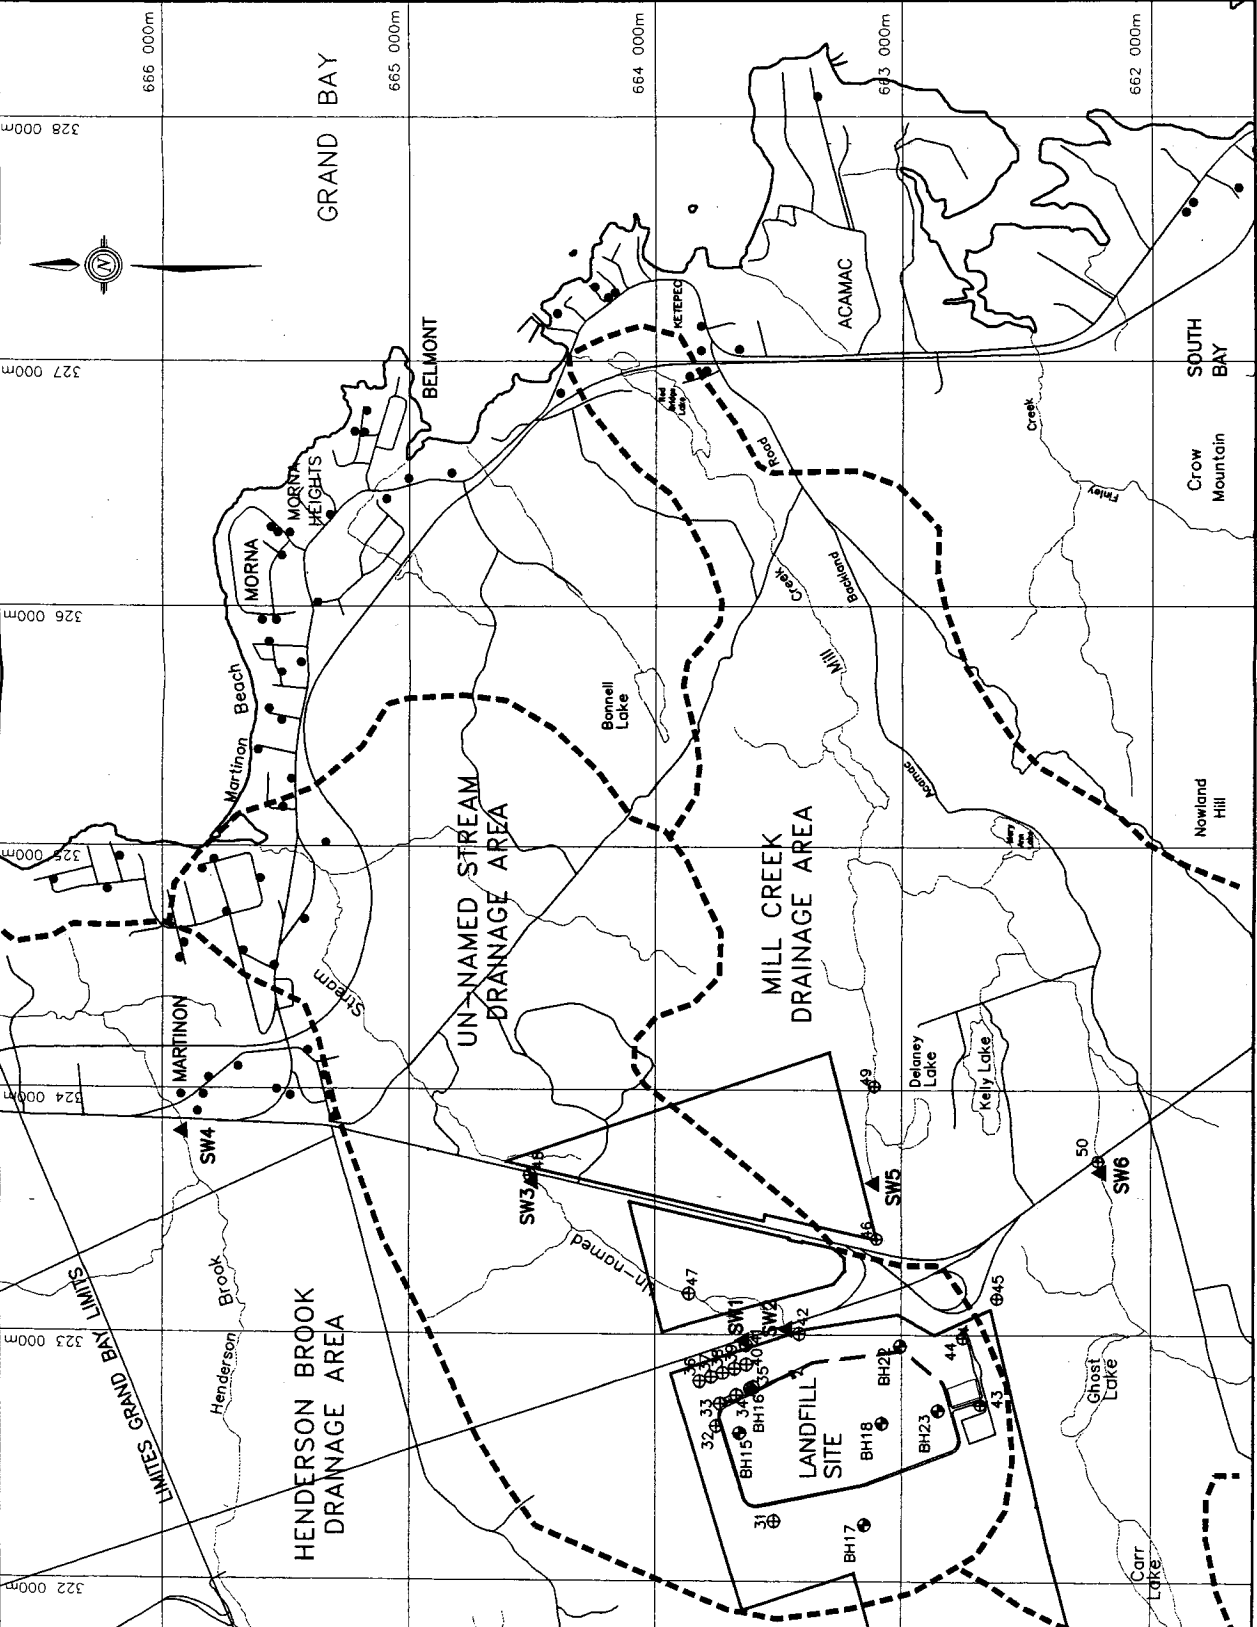 666 000m
665 000m
664 000m
663 000m
662 000m
328 000m
327 000m
326 000m
325 000m
324 000m
323 000m
322 000m
N
GRAND BAY
BELMONT
MORNA
HEIGHTS
MORNA
Martinon Beach
KETEPEC
ACAMAC
SOUTH
BAY
Crow
Mountain
Finley Creek
Road
Mill Creek
Backland
Acamac
Bonnell
Lake
Nowland
Hill
UN-NAMED STREAM
DRAINAGE AREA
MILL CREEK
DRAINAGE AREA
Stream
MARTINON
SW4
Delaney
Lake
Kelly Lake
49
50
SW6
SW5
48
SW3
46
Un-named
47
45
SW1
SW2
42
41
40
44
43
36
37
35
33
34
32
BH16
BH15
BH22
BH18
BH23
LANDFILL
SITE
31
BH17
Ghost
Lake
Carr
Lake
LIMITES GRAND BAY LIMITS
Henderson Brook
HENDERSON BROOK
DRAINAGE AREA